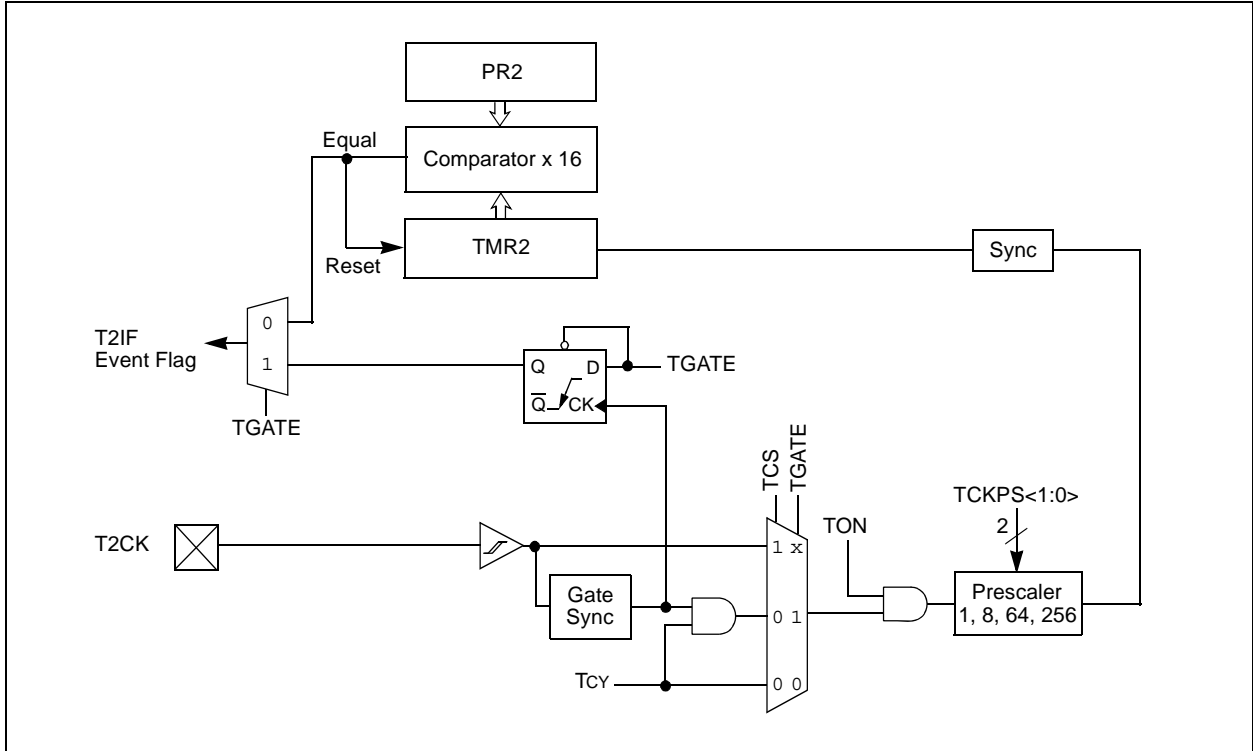 PR2
Equal
Comparator x 16
TMR2
Reset
Sync
T2IF
Event Flag
0
1
TGATE
Q
D
TGATE
Q̅
CK
TCS
TGATE
TCKPS<1:0>
2
TON
T2CK
1 x
Gate
Sync
0 1
Prescaler
1, 8, 64, 256
TCY
0 0